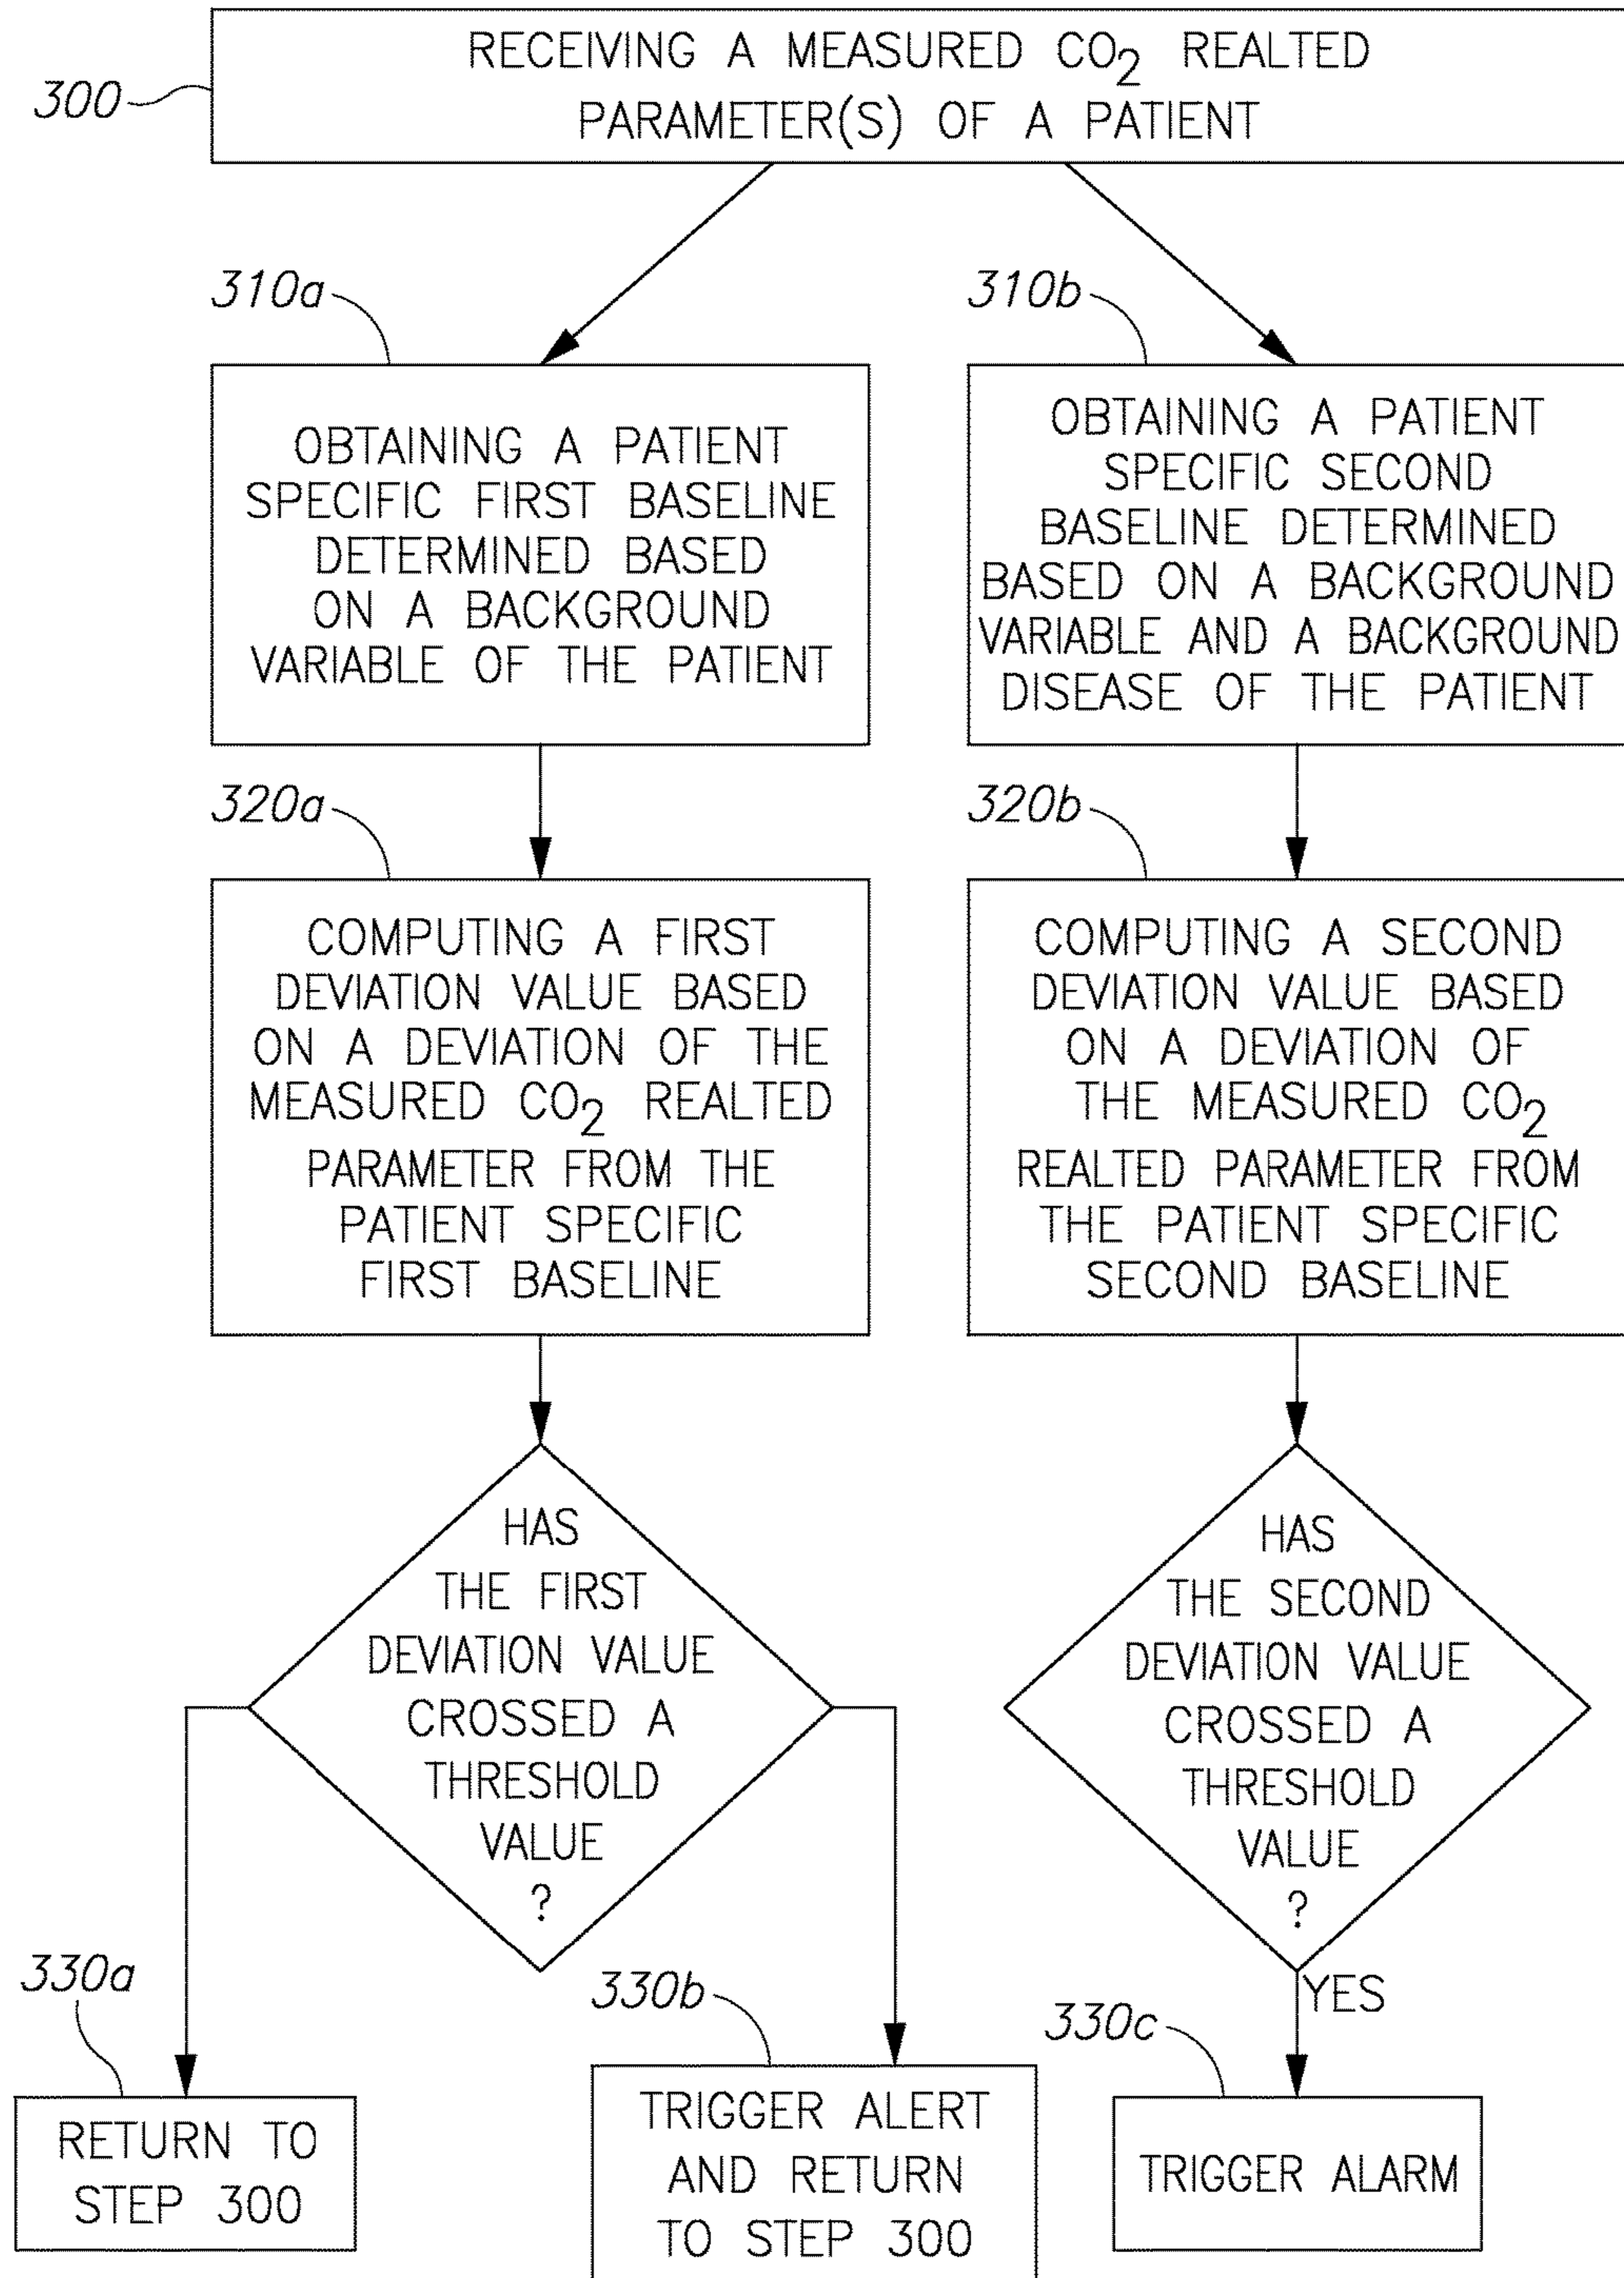 RECEIVING A MEASURED CO2 REALTED
PARAMETER(S) OF A PATIENT
300
310a
OBTAINING A PATIENT
SPECIFIC FIRST BASELINE
DETERMINED BASED
ON A BACKGROUND
VARIABLE OF THE PATIENT
310b
OBTAINING A PATIENT
SPECIFIC SECOND
BASELINE DETERMINED
BASED ON A BACKGROUND
VARIABLE AND A BACKGROUND
DISEASE OF THE PATIENT
320a
COMPUTING A FIRST
DEVIATION VALUE BASED
ON A DEVIATION OF THE
MEASURED CO2 REALTED
PARAMETER FROM THE
PATIENT SPECIFIC
FIRST BASELINE
320b
COMPUTING A SECOND
DEVIATION VALUE BASED
ON A DEVIATION OF
THE MEASURED CO2
REALTED PARAMETER FROM
THE PATIENT SPECIFIC
SECOND BASELINE
HAS
THE FIRST
DEVIATION VALUE
CROSSED A
THRESHOLD
VALUE
?
HAS
THE SECOND
DEVIATION VALUE
CROSSED A
THRESHOLD
VALUE
?
YES
330a
RETURN TO
STEP 300
330b
TRIGGER ALERT
AND RETURN
TO STEP 300
330c
TRIGGER ALARM